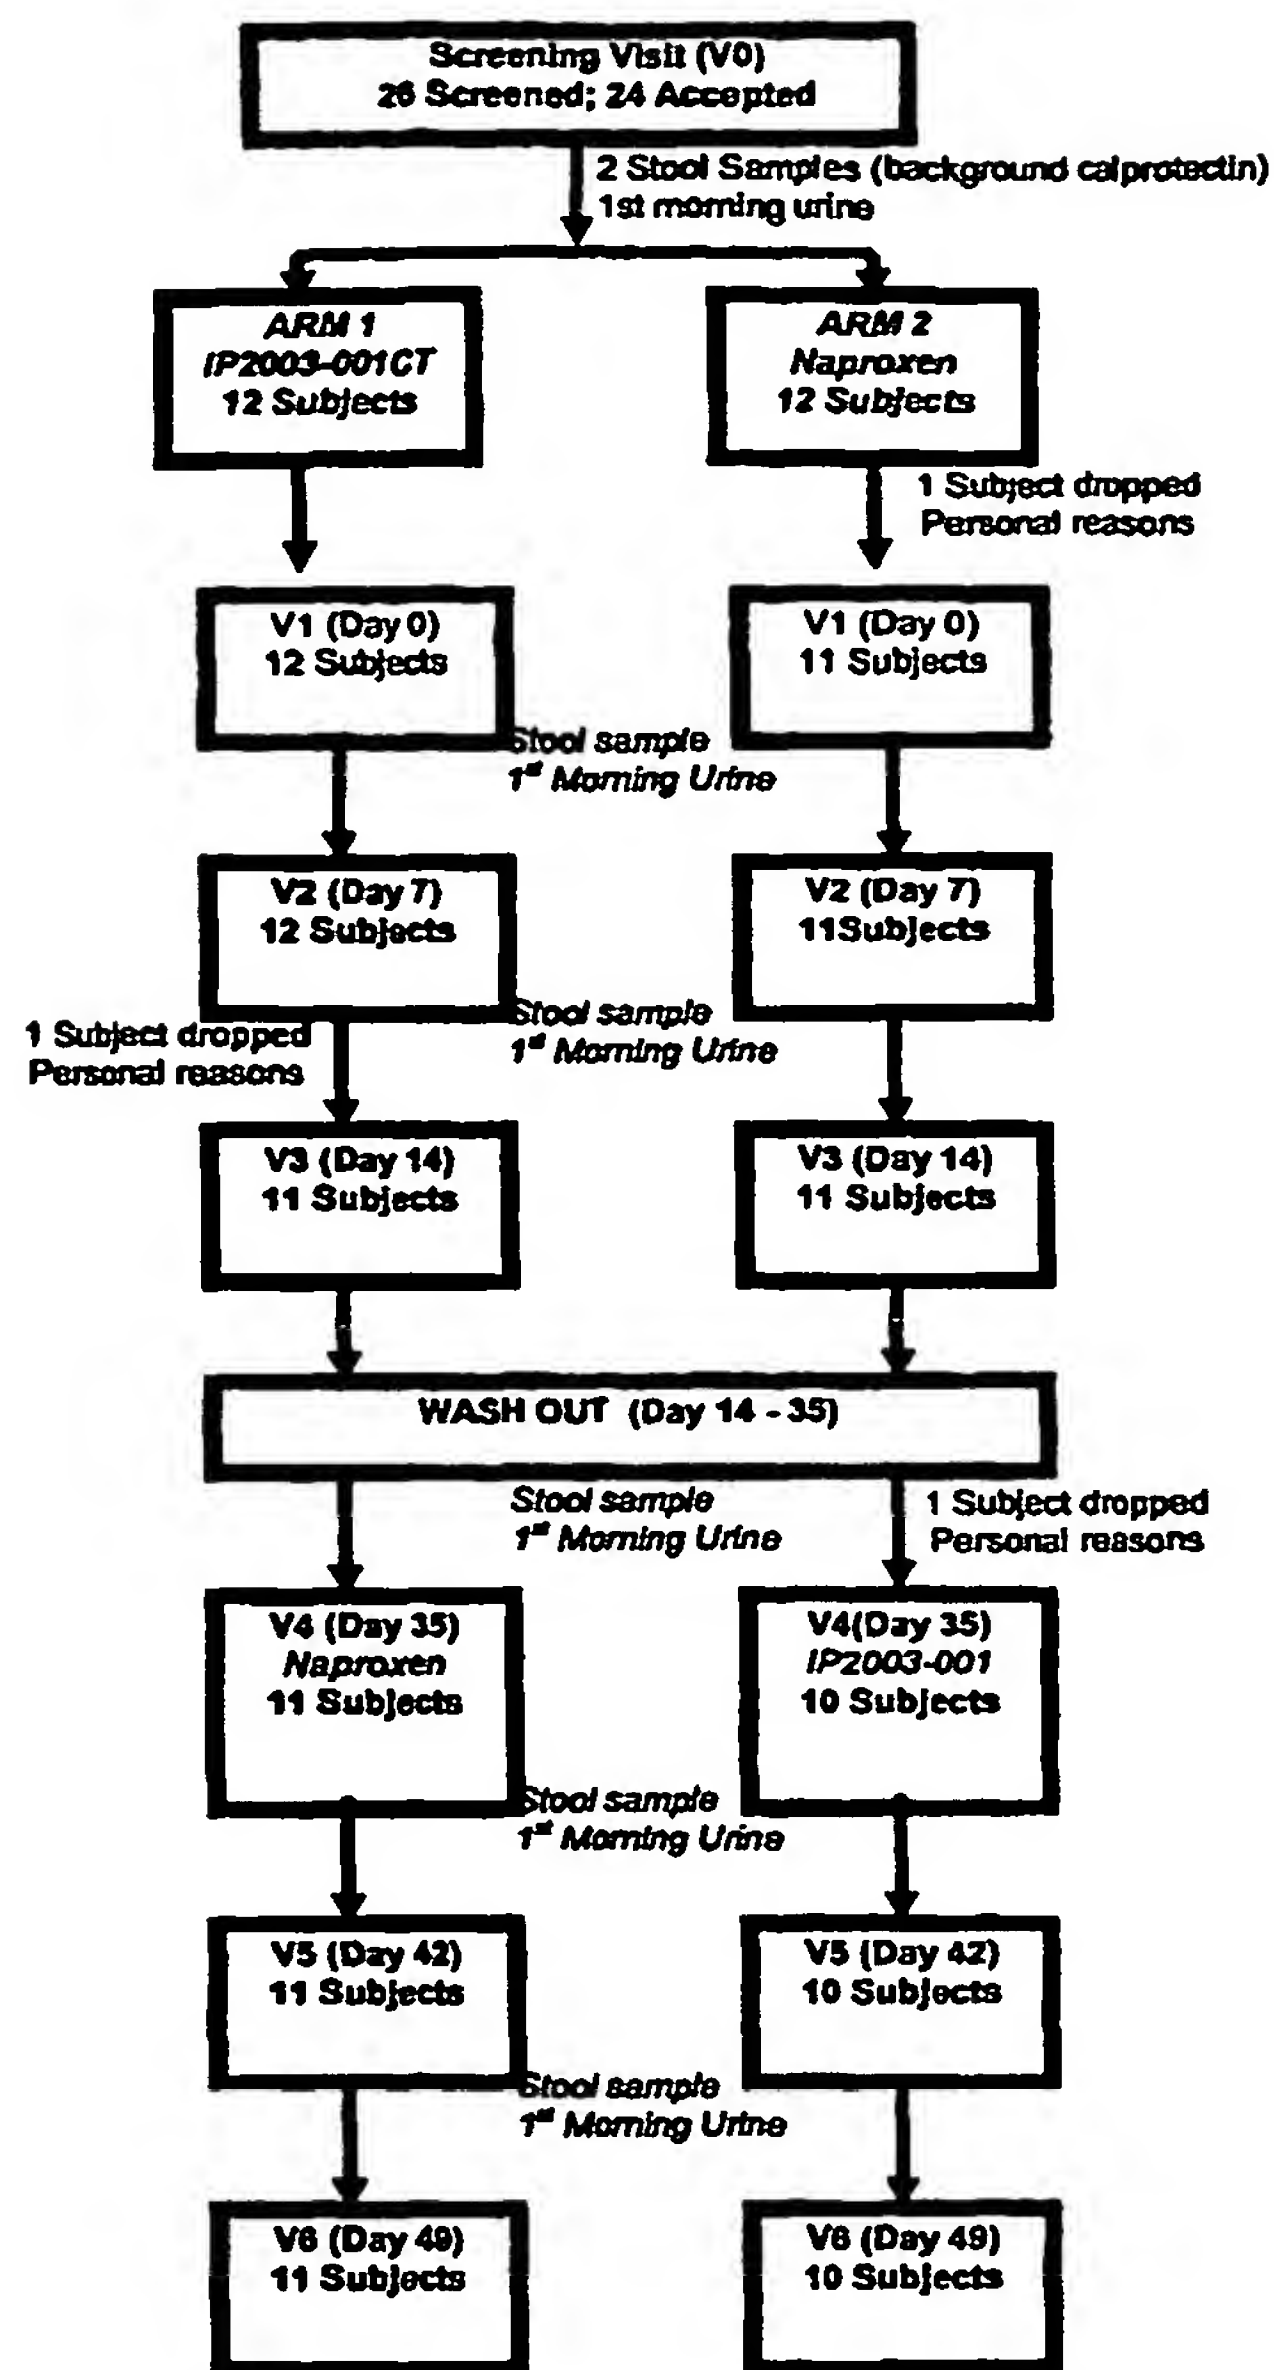 Screening Visit (V0)
26 Screened; 24 Accepted
2 Stool Samples (background calprotectin)
1st morning urine
ARM 1
IP2003-001CT
12 Subjects
ARM 2
Naproxen
12 Subjects
1 Subject dropped
Personal reasons
V1 (Day 0)
12 Subjects
V1 (Day 0)
11 Subjects
Stool sample
1st Morning Urine
V2 (Day 7)
12 Subjects
V2 (Day 7)
11Subjects
1 Subject dropped
Personal reasons
Stool sample
1st Morning Urine
V3 (Day 14)
11 Subjects
V3 (Day 14)
11 Subjects
WASH OUT (Day 14 - 35)
Stool sample
1st Morning Urine
1 Subject dropped
Personal reasons
V4 (Day 35)
Naproxen
11 Subjects
V4(Day 35)
IP2003-001
10 Subjects
Stool sample
1st Morning Urine
V5 (Day 42)
11 Subjects
V5 (Day 42)
10 Subjects
Stool sample
1st Morning Urine
V6 (Day 49)
11 Subjects
V6 (Day 49)
10 Subjects